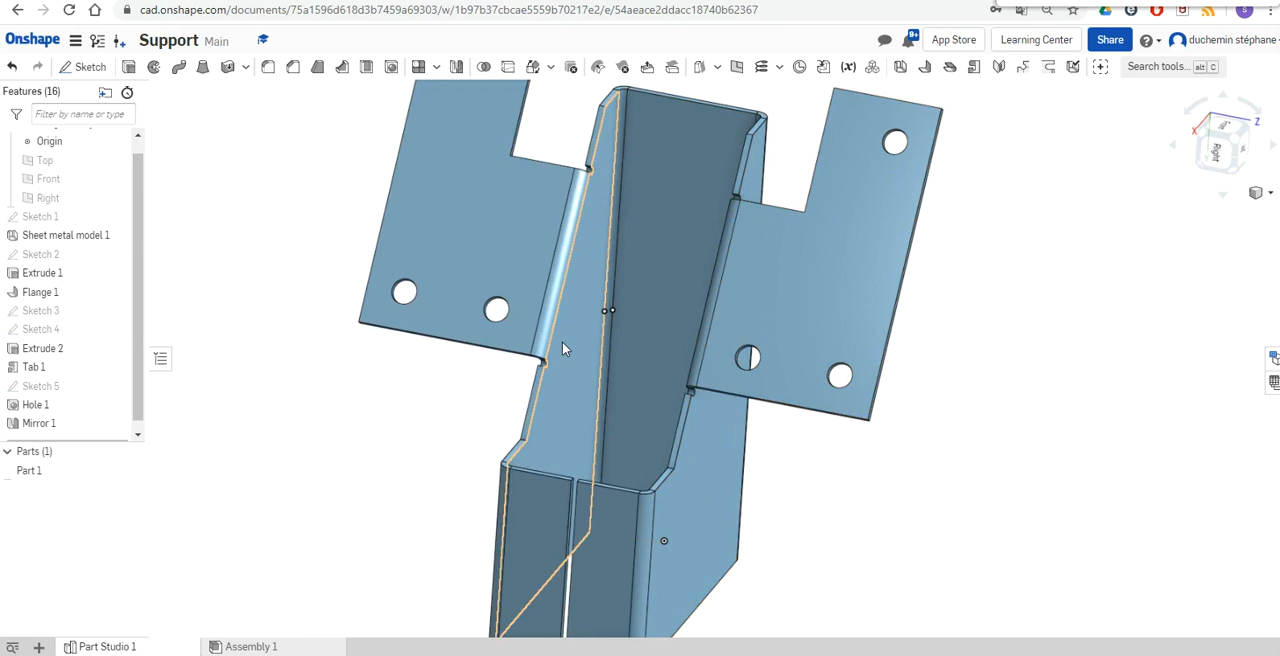 cad.onshape.com/documents/75a1596d618d3b7459a69303/w/1b97b37cbcae5559b70217e2/e/54aeace2ddacc18740b62367
Onshape Support Main 9+ App Store Learning Center Share duchemin stéphane
Sketch (x) Search tools... alt C
Features (16)
Filter by name or type
Origin
Top
Front
Right
Sketch 1
Sheet metal model 1
Sketch 2
Extrude 1
Flange 1
Sketch 3
Sketch 4
Extrude 2
Tab 1
Sketch 5
Hole 1
Mirror 1
Parts (1)
Part 1
X Z
Right
Part Studio 1 Assembly 1